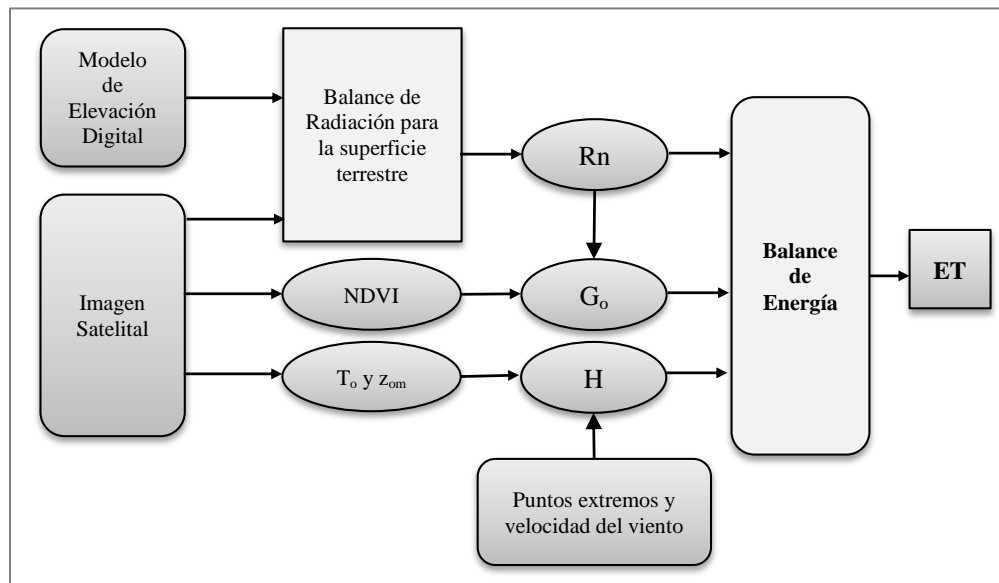 Modelo
de
Elevación
Digital
Balance de
Radiación para
la superficie
terrestre
Rn
Imagen
Satelital
NDVI
Gₒ
Tₒ y zₒₘ
H
Puntos extremos y
velocidad del viento
Balance
de
Energía
ET